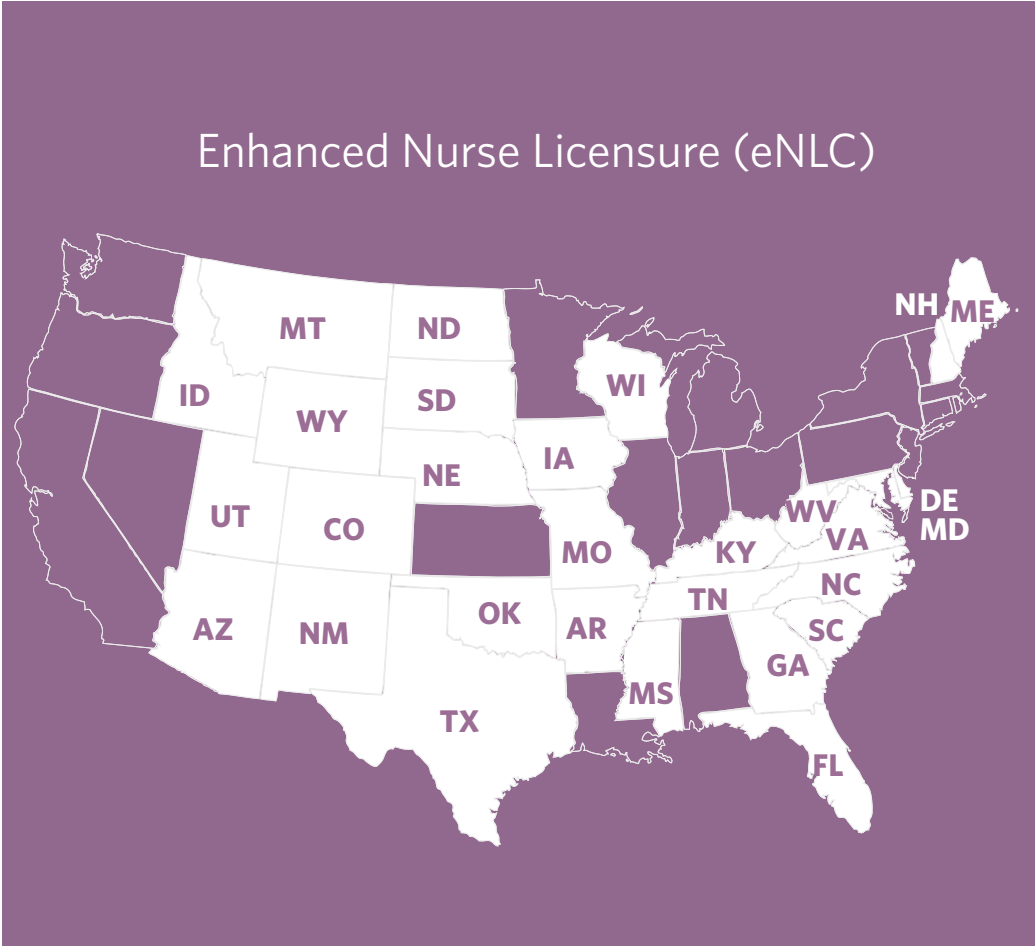 Enhanced Nurse Licensure (eNLC)
NH
ME
MT
ND
ID
WI
SD
WY
IA
NE
DE
WV
UT
CO
MD
VA
MO
KY
NC
TN
OK
AR
AZ
NM
SC
GA
MS
TX
FL